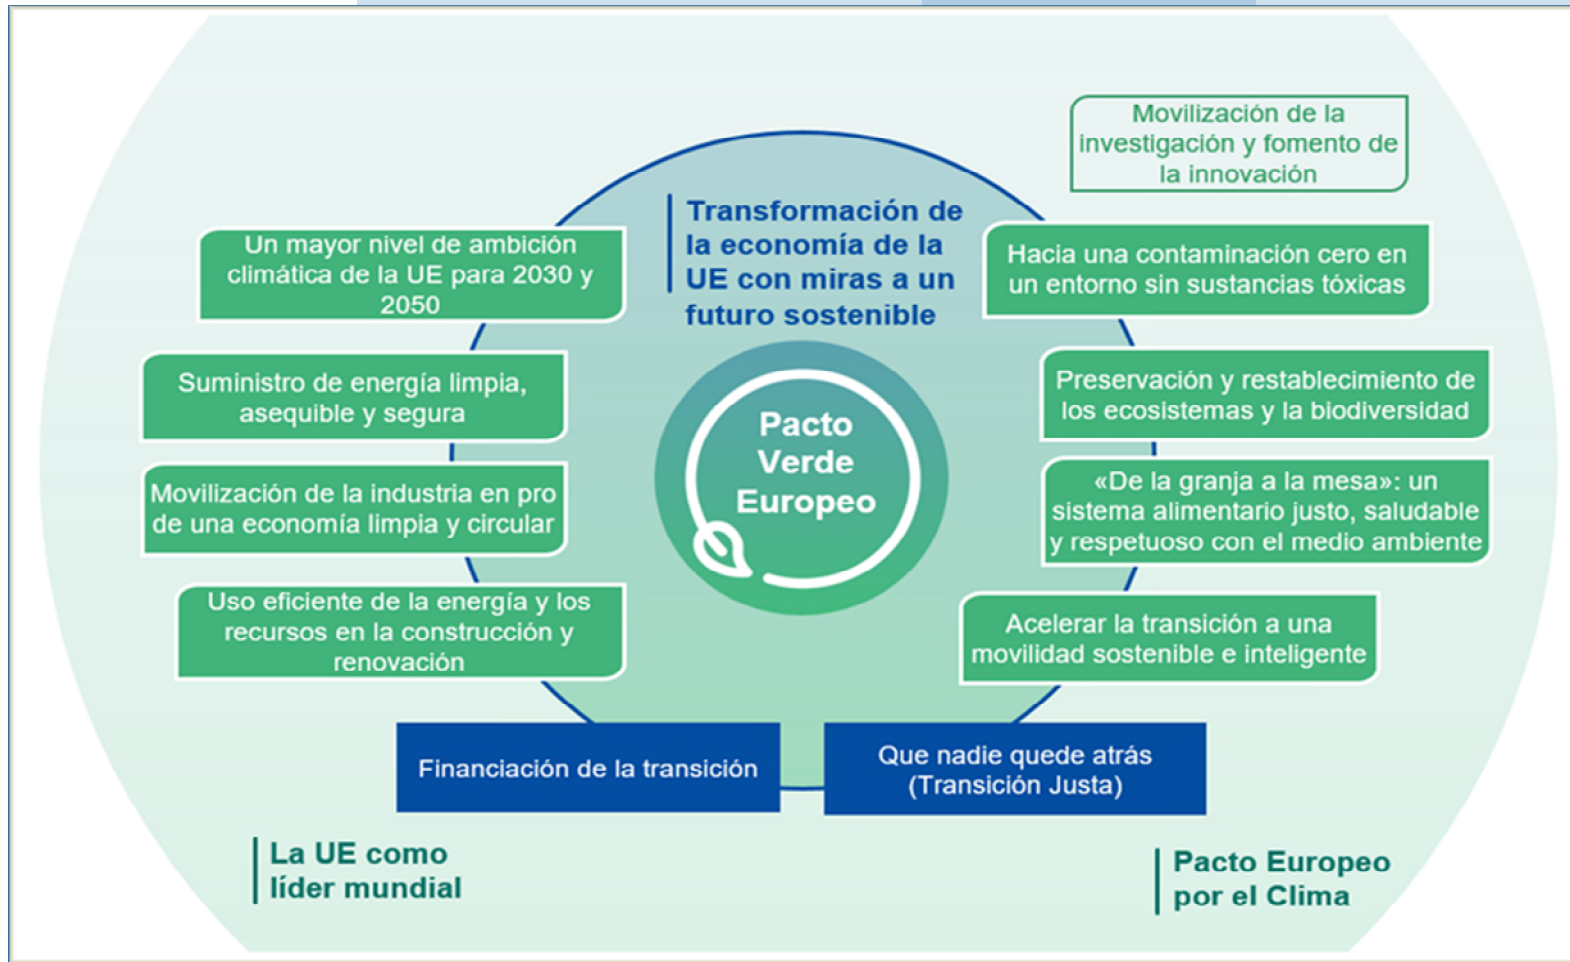 Movilización de la
investigación y fomento de
la innovación
Transformación de
la economía de la
UE con miras a un
futuro sostenible
Un mayor nivel de ambición
climática de la UE para 2030 y
2050
Hacia una contaminación cero en
un entorno sin sustancias tóxicas
Suministro de energía limpia,
asequible y segura
Preservación y restablecimiento de
los ecosistemas y la biodiversidad
Pacto
Verde
Europeo
Movilización de la industria en pro
de una economía limpia y circular
«De la granja a la mesa»: un
sistema alimentario justo, saludable
y respetuoso con el medio ambiente
Uso eficiente de la energía y los
recursos en la construcción y
renovación
Acelerar la transición a una
movilidad sostenible e inteligente
Financiación de la transición
Que nadie quede atrás
(Transición Justa)
La UE como
líder mundial
Pacto Europeo
por el Clima